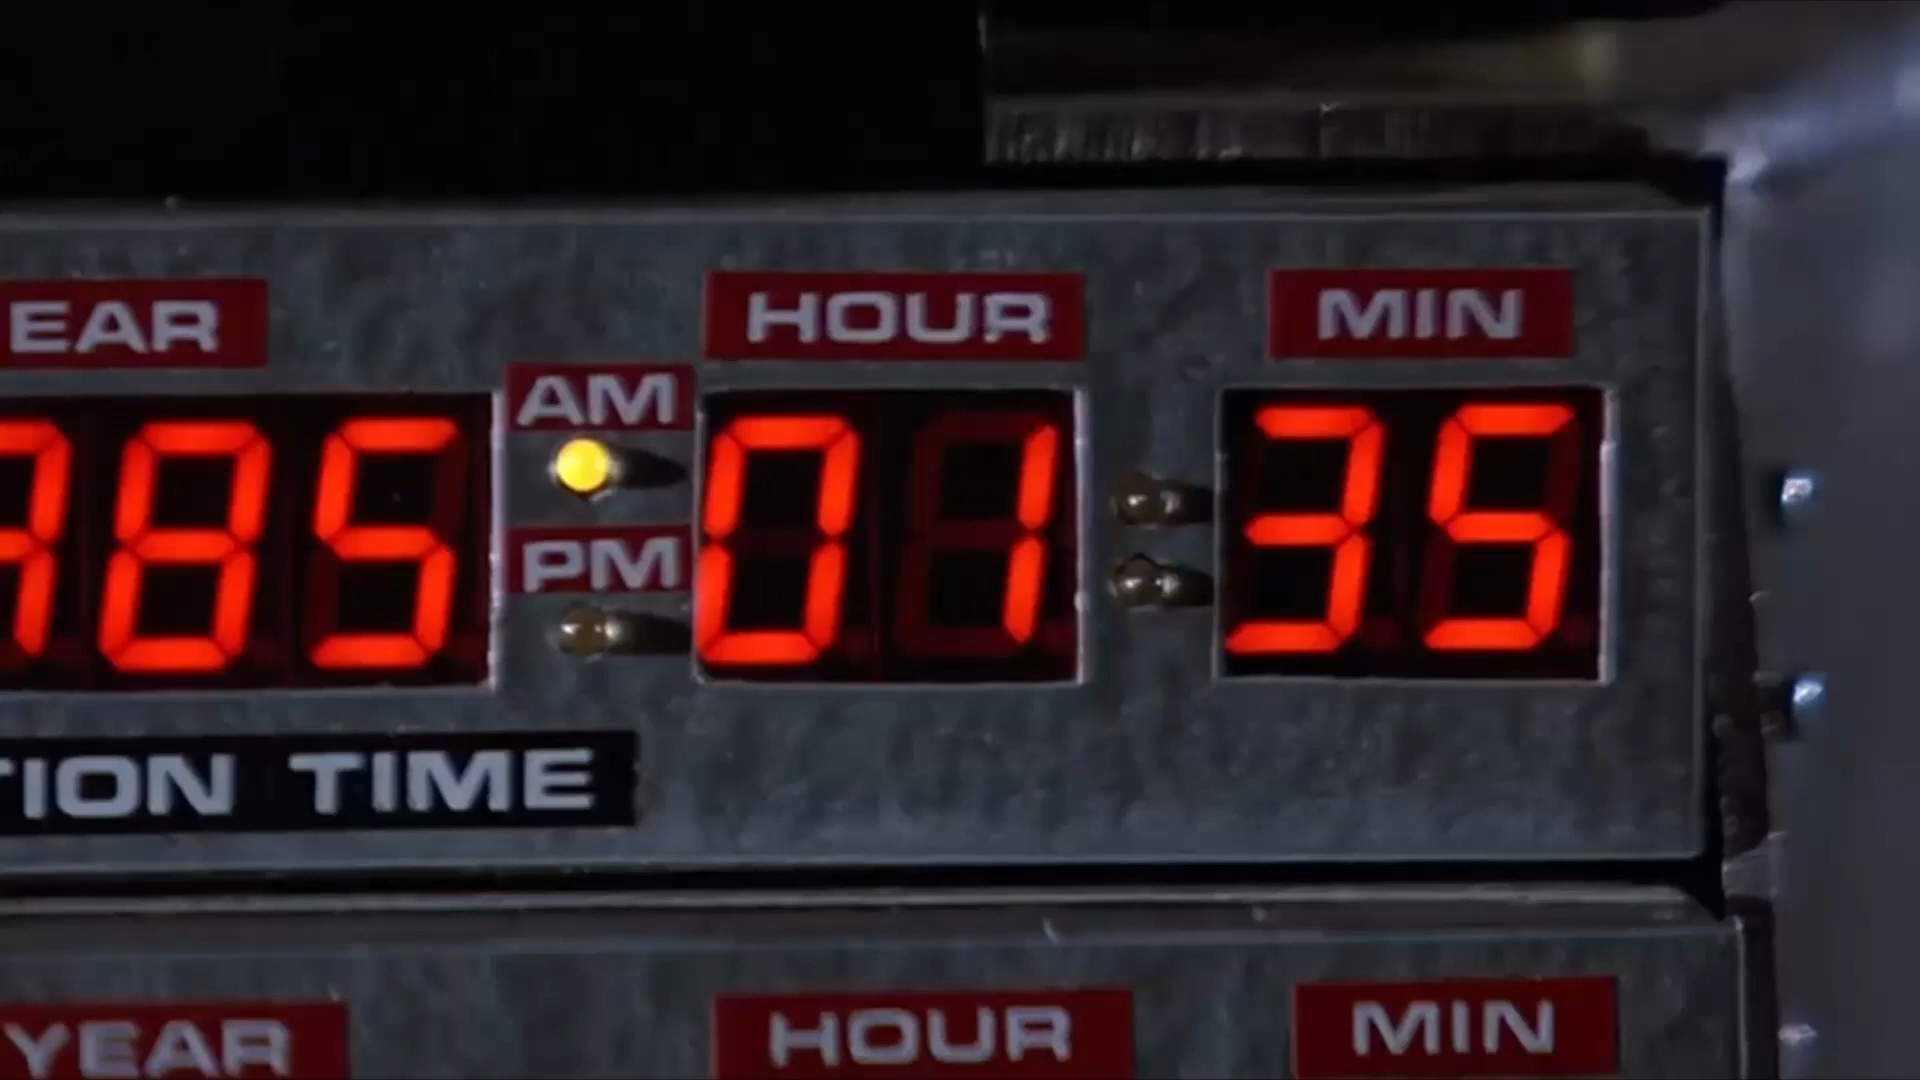 EAR HOUR MIN
AM
85 01 35
PM
TION TIME
YEAR HOUR MIN